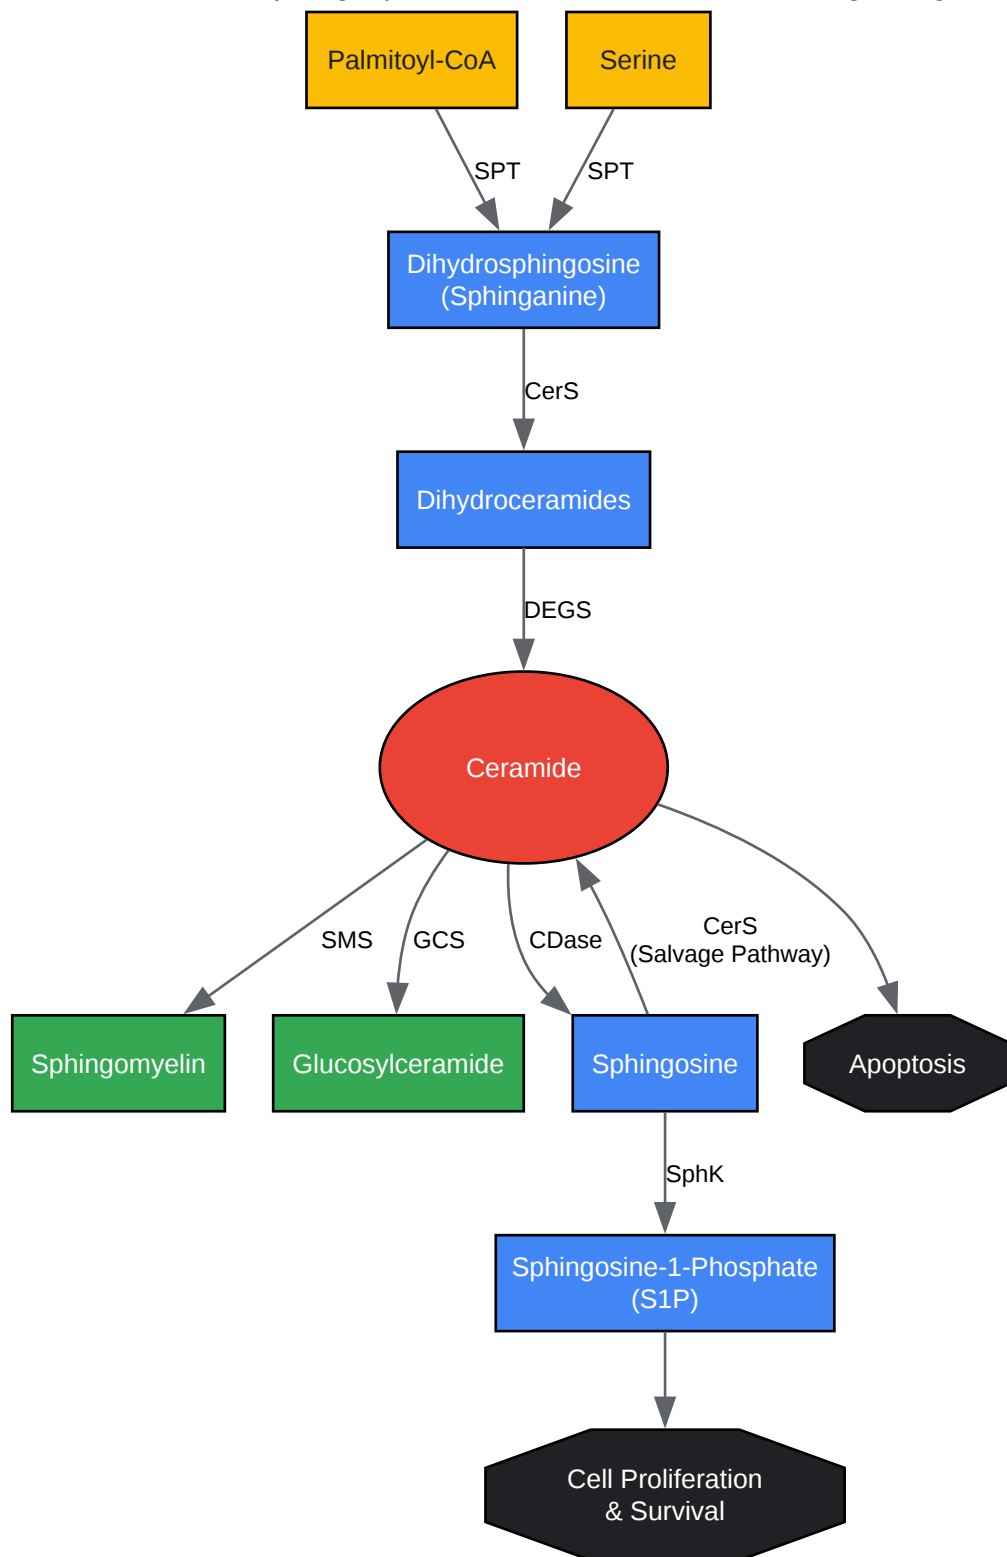 Palmitoyl-CoA
Serine
SPT
SPT
Dihydrosphingosine
(Sphinganine)
CerS
Dihydroceramides
DEGS
Ceramide
SMS
GCS
CDase
CerS
(Salvage Pathway)
Sphingomyelin
Glucosylceramide
Sphingosine
Apoptosis
SphK
Sphingosine-1-Phosphate
(S1P)
Cell Proliferation
& Survival